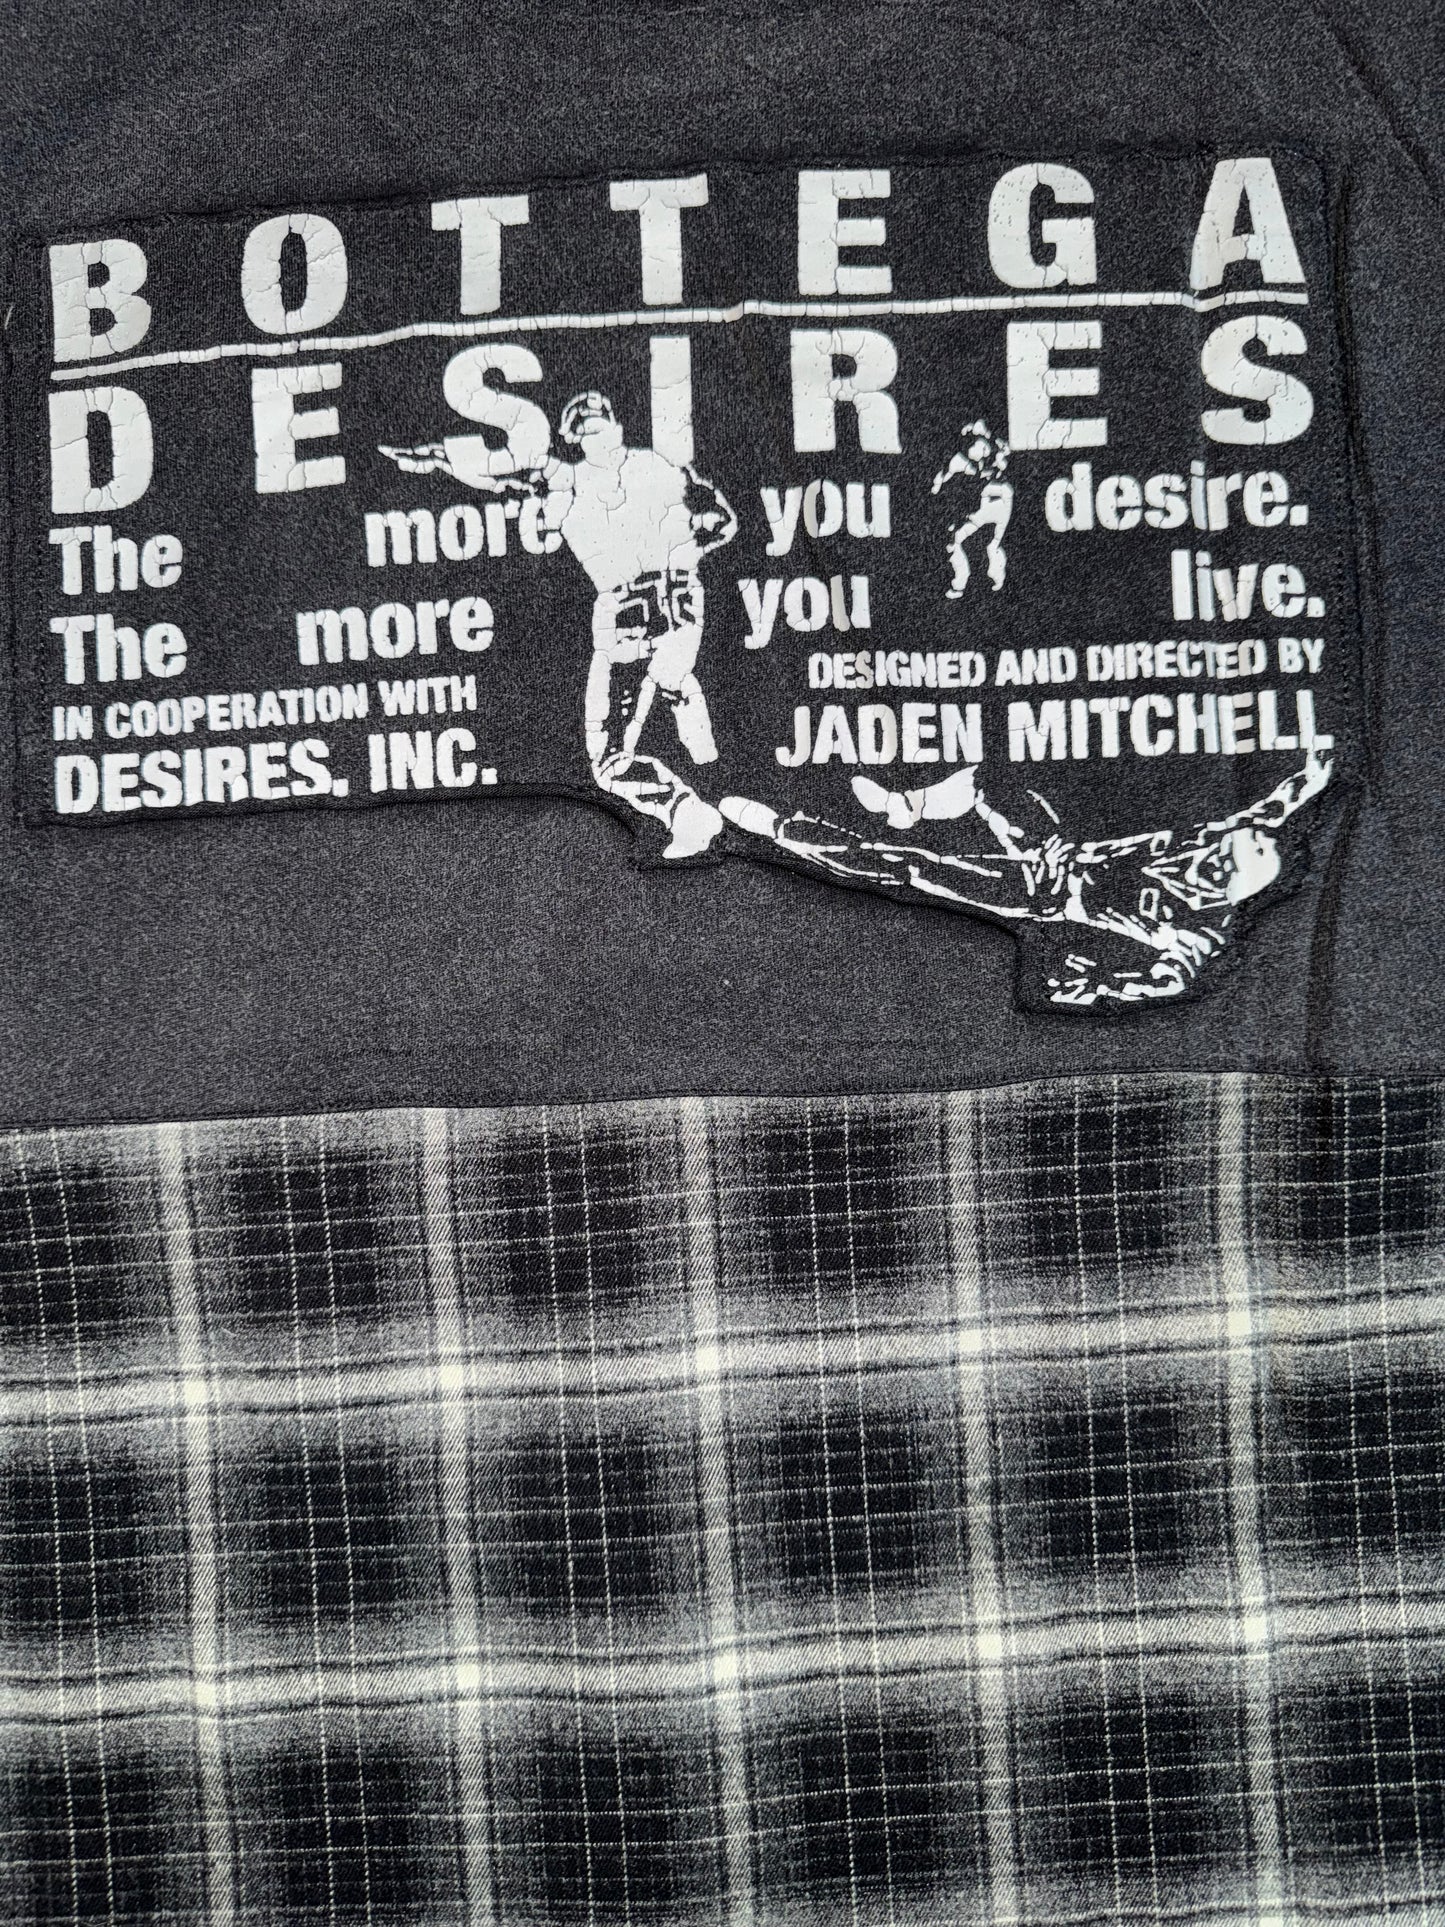 BOTTEGA
DESIRES
The more you desire.
The more you live.
IN COOPERATION WITH
DESIRES, INC.
DESIGNED AND DIRECTED BY
JADEN MITCHELL